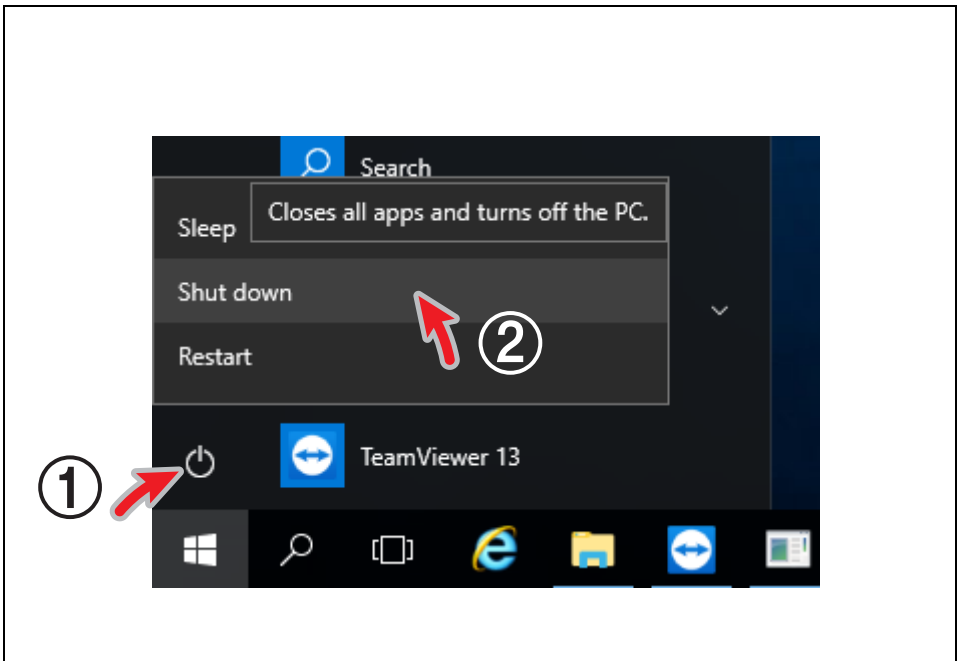 Search
Closes all apps and turns off the PC.
Sleep
Shut down
②
Restart
①
TeamViewer 13